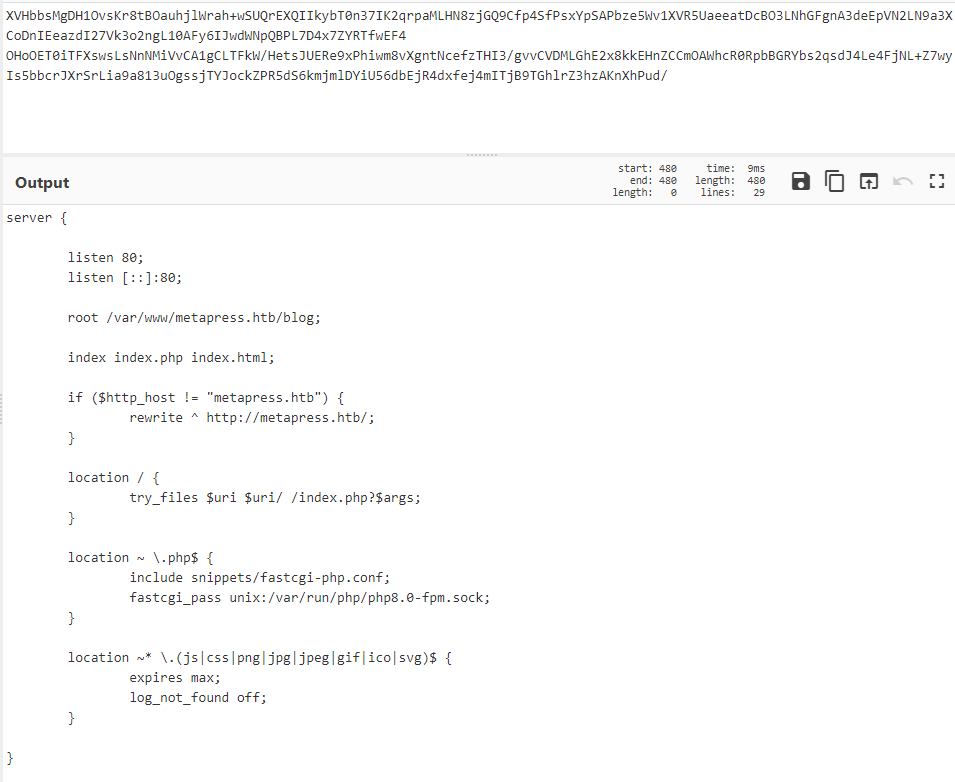 XVHbbsMgDH1OvsKr8tBOauhjlWrah+wSUQrEXQIIkybT0n37IK2qrpaMLHN8zjGQ9Cfp4SfPsxYpSAPbze5Wv1XVR5UaeeatDcBO3LNhGFgnA3deEpVN2LN9a3X
CoDnIEeazdI27Vk3o2ngL10AFy6IJwdWNpQBPL7D4x7ZYRTfwEF4
OHoOET0iTFXswsLsNnNMiVvCA1gCLTFkW/HetsJUERe9xPhiwm8vXgntNcefzTHI3/gvvCVDMLGhE2x8kkEHnZCCmOAWhcR0RpbBGRYbs2qsdJ4Le4FjNL+Z7wy
Is5bbcrJXrSrLia9a813uOgssjTYJockZPR5dS6kmjmlDYiU56dbEjR4dxfej4mITjB9TGhlrZ3hzAKnXhPud/
Output
start: 480 time: 9ms
end: 480 length: 480
length: 0 lines: 29
server {
listen 80;
listen [::]:80;
root /var/www/metapress.htb/blog;
index index.php index.html;
if ($http_host != "metapress.htb") {
rewrite ^ http://metapress.htb/;
}
location / {
try_files $uri $uri/ /index.php?$args;
}
location ~ \.php$ {
include snippets/fastcgi-php.conf;
fastcgi_pass unix:/var/run/php/php8.0-fpm.sock;
}
location ~* \.(js|css|png|jpg|jpeg|gif|ico|svg)$ {
expires max;
log_not_found off;
}
}